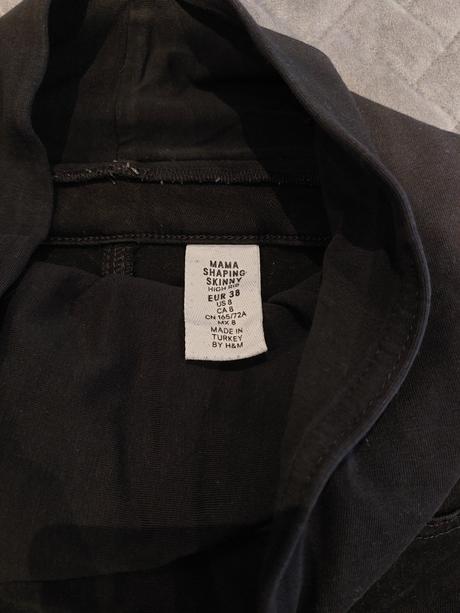 MAMA
SHAPING
SKINNY
HIGH RIB
EUR 38
US 8
CA 8
CN 165/72A
MX 8
MADE IN
TURKEY
BY H&M